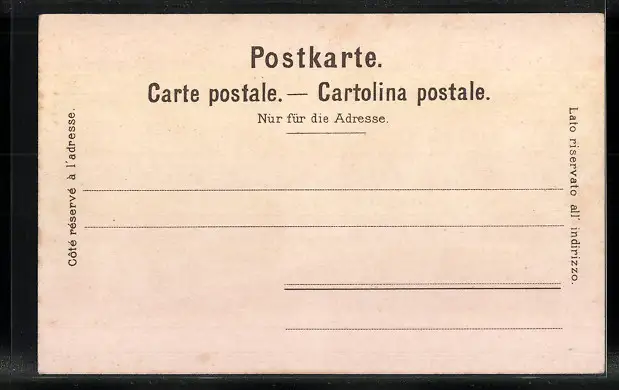 Postkarte.
Carte postale. — Cartolina postale.
Nur für die Adresse.
Côté réservé à l'adresse.
Lato riservato all' indirizzo.